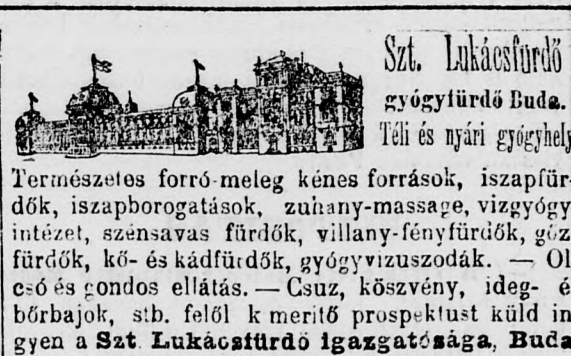 Szt. Lukácsfürdő
gyógyfürdő Buda.
Téli és nyári gyógyhely
Természetes forró-meleg kénes források, iszapfür-
dők, iszapborogatások, zuhany-massage, vizgyógy
intézet, szénsavas fürdők, villany-fényfürdők, gőz
fürdők, kő- és kádfürdők, gyógyvizuszodák. — Ol
csó és gondos ellátás. — Csuz, köszvény, ideg- é
bőrbajok, stb. felől k meritő prospektust küld in
gyen a Szt. Lukácsfürdő igazgatósága, Buda